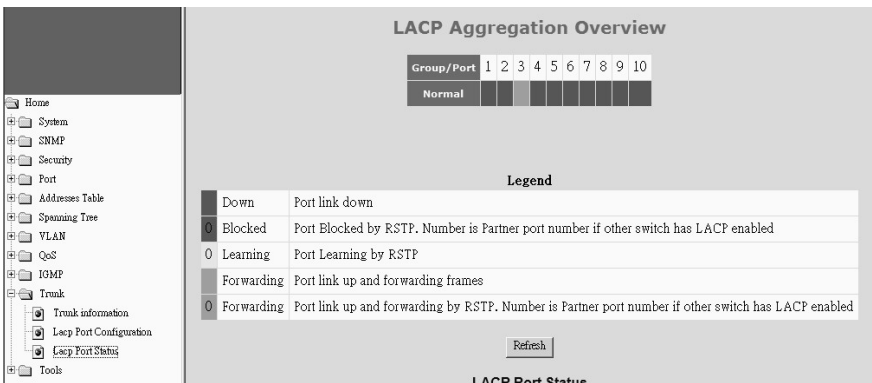 LACP Aggregation Overview
Group/Port 1 2 3 4 5 6 7 8 9 10
Normal
Home
System
SNMP
Security
Port
Addresses Table
Spanning Tree
VLAN
QoS
IGMP
Trunk
Trunk information
Lacp Port Configuration
Lacp Port Status
Tools
Legend
Down Port link down
0 Blocked Port Blocked by RSTP. Number is Partner port number if other switch has LACP enabled
0 Learning Port Learning by RSTP
Forwarding Port link up and forwarding frames
0 Forwarding Port link up and forwarding by RSTP. Number is Partner port number if other switch has LACP enabled
Refresh
LACP Port Status